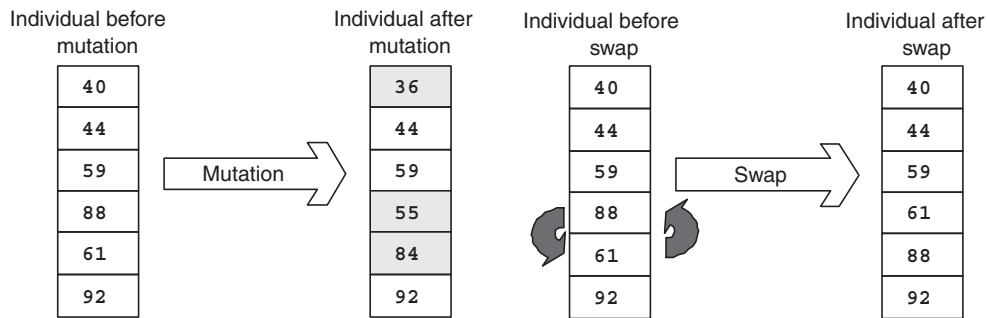 Individual before
mutation
40
44
59
88
61
92
Mutation
Individual after
mutation
36
44
59
55
84
92
Individual before
swap
40
44
59
88
61
92
Swap
Individual after
swap
40
44
59
61
88
92